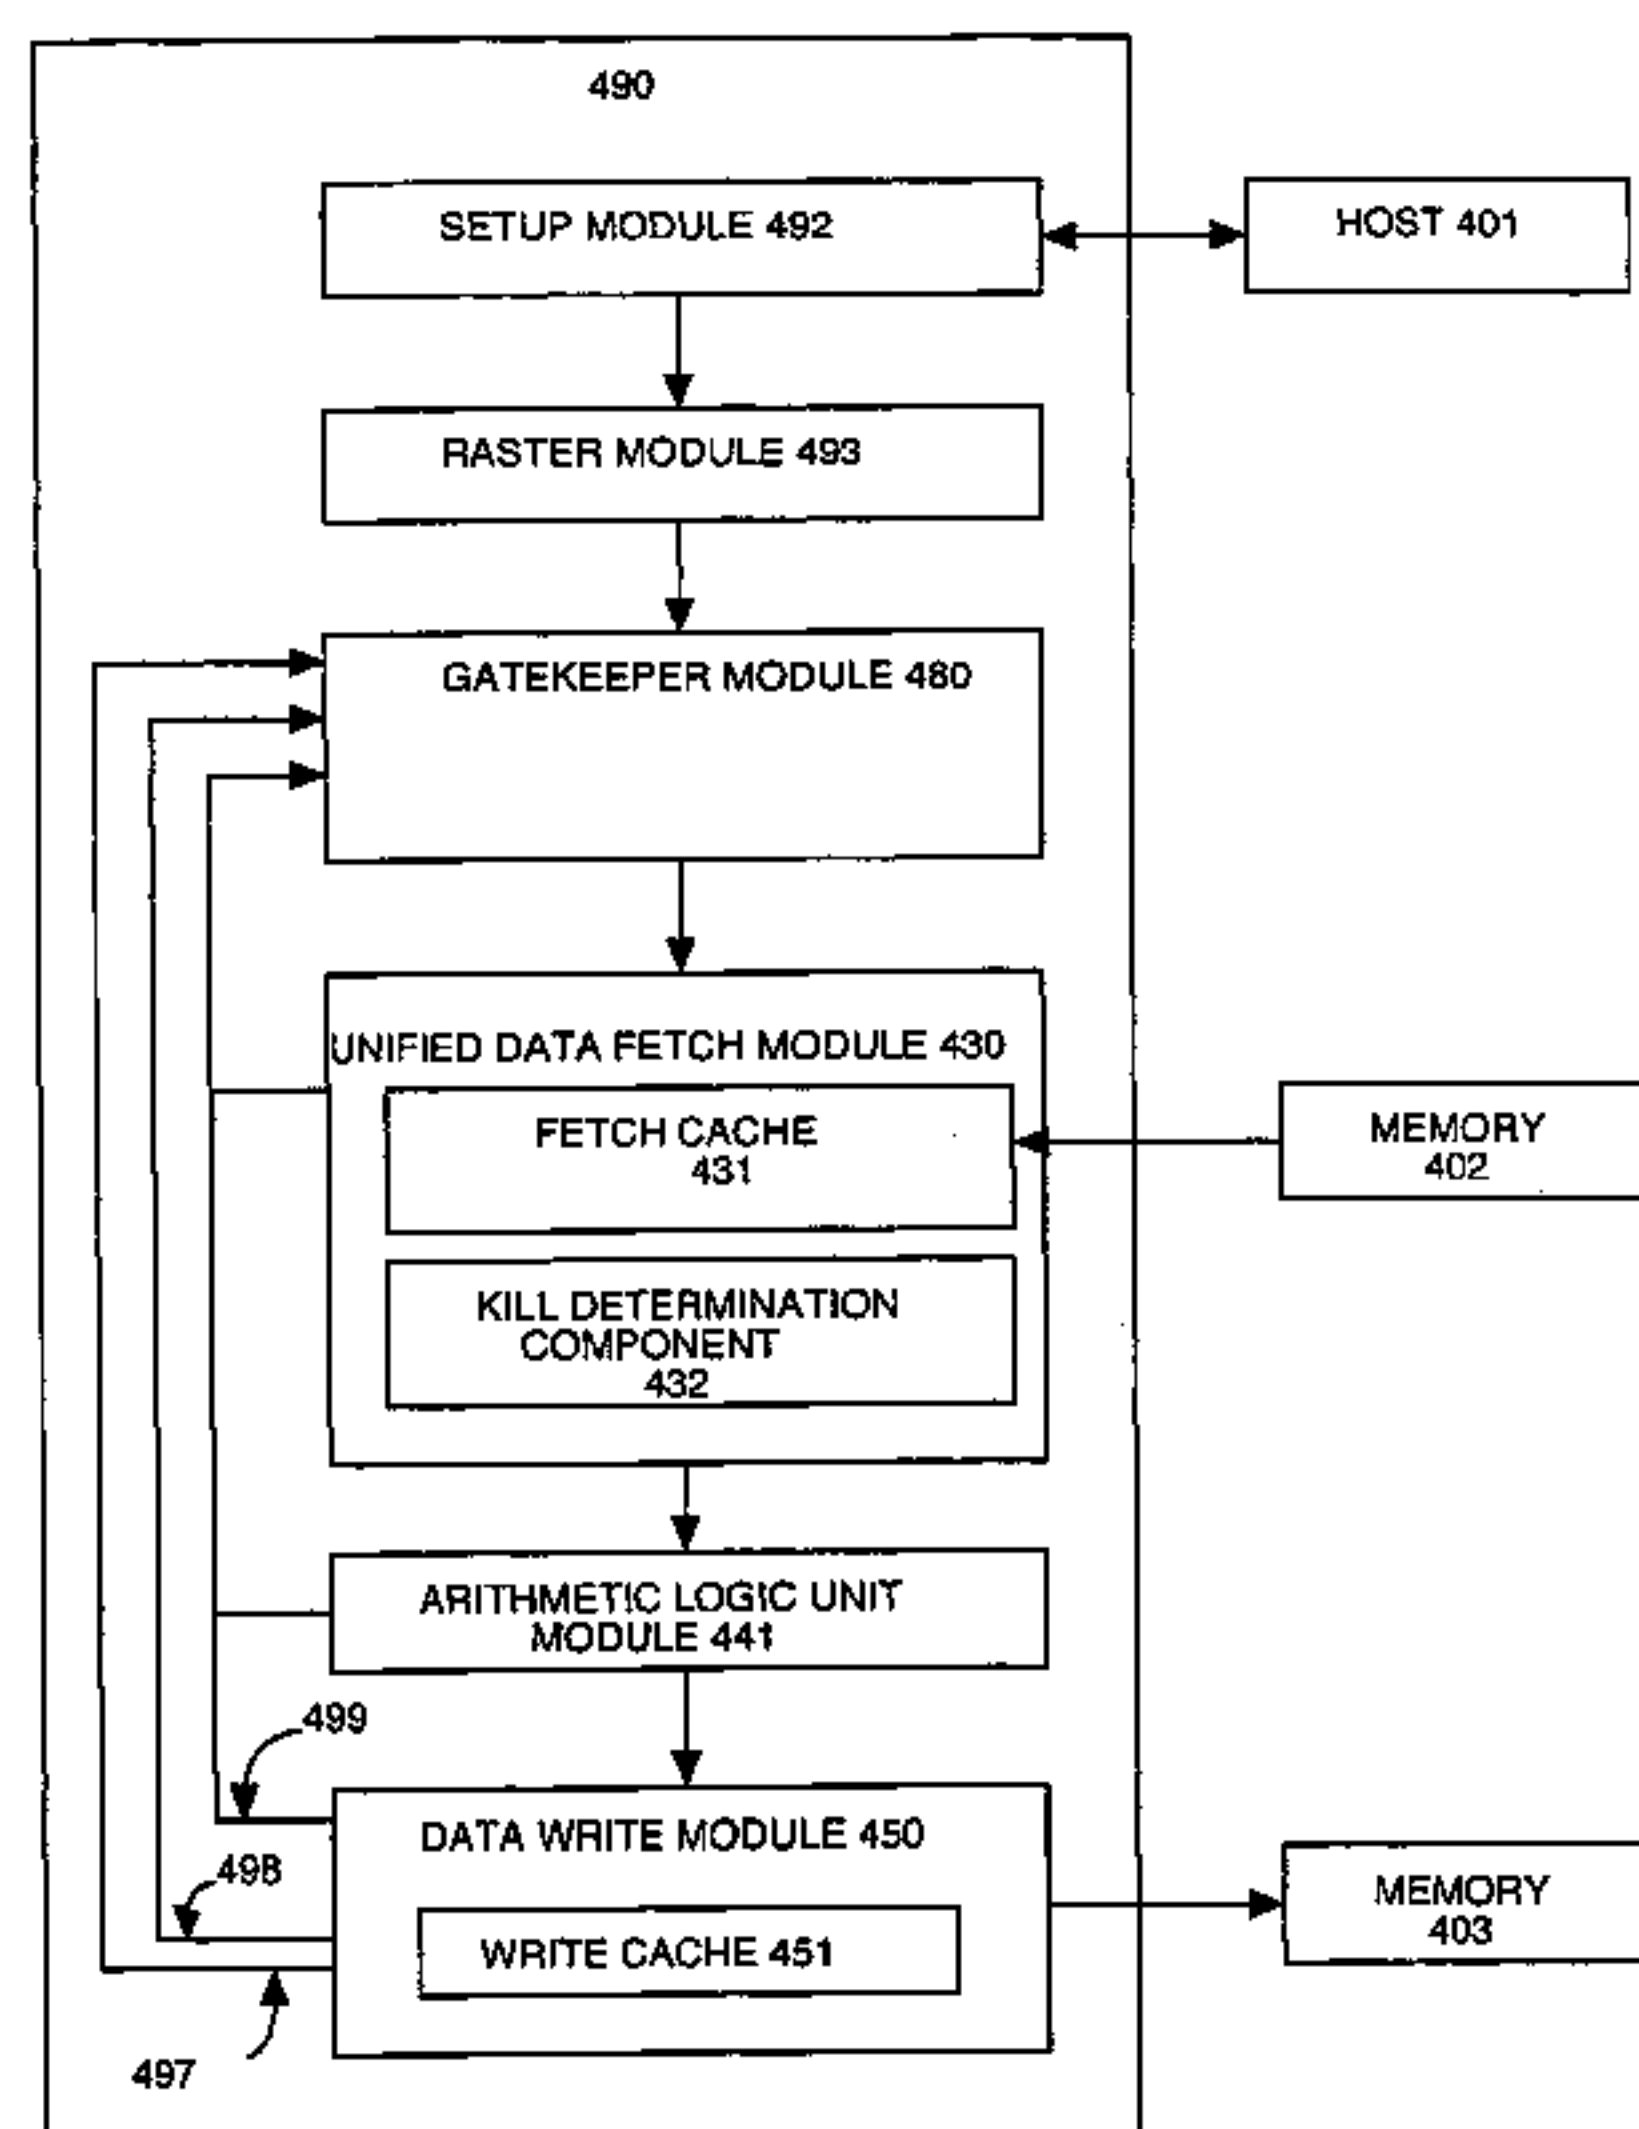 490
SETUP MODULE 492
HOST 401
RASTER MODULE 493
GATEKEEPER MODULE 480
UNIFIED DATA FETCH MODULE 430
FETCH CACHE
431
MEMORY
402
KILL DETERMINATION
COMPONENT
432
ARITHMETIC LOGIC UNIT
MODULE 441
499
DATA WRITE MODULE 450
498
WRITE CACHE 451
MEMORY
403
497